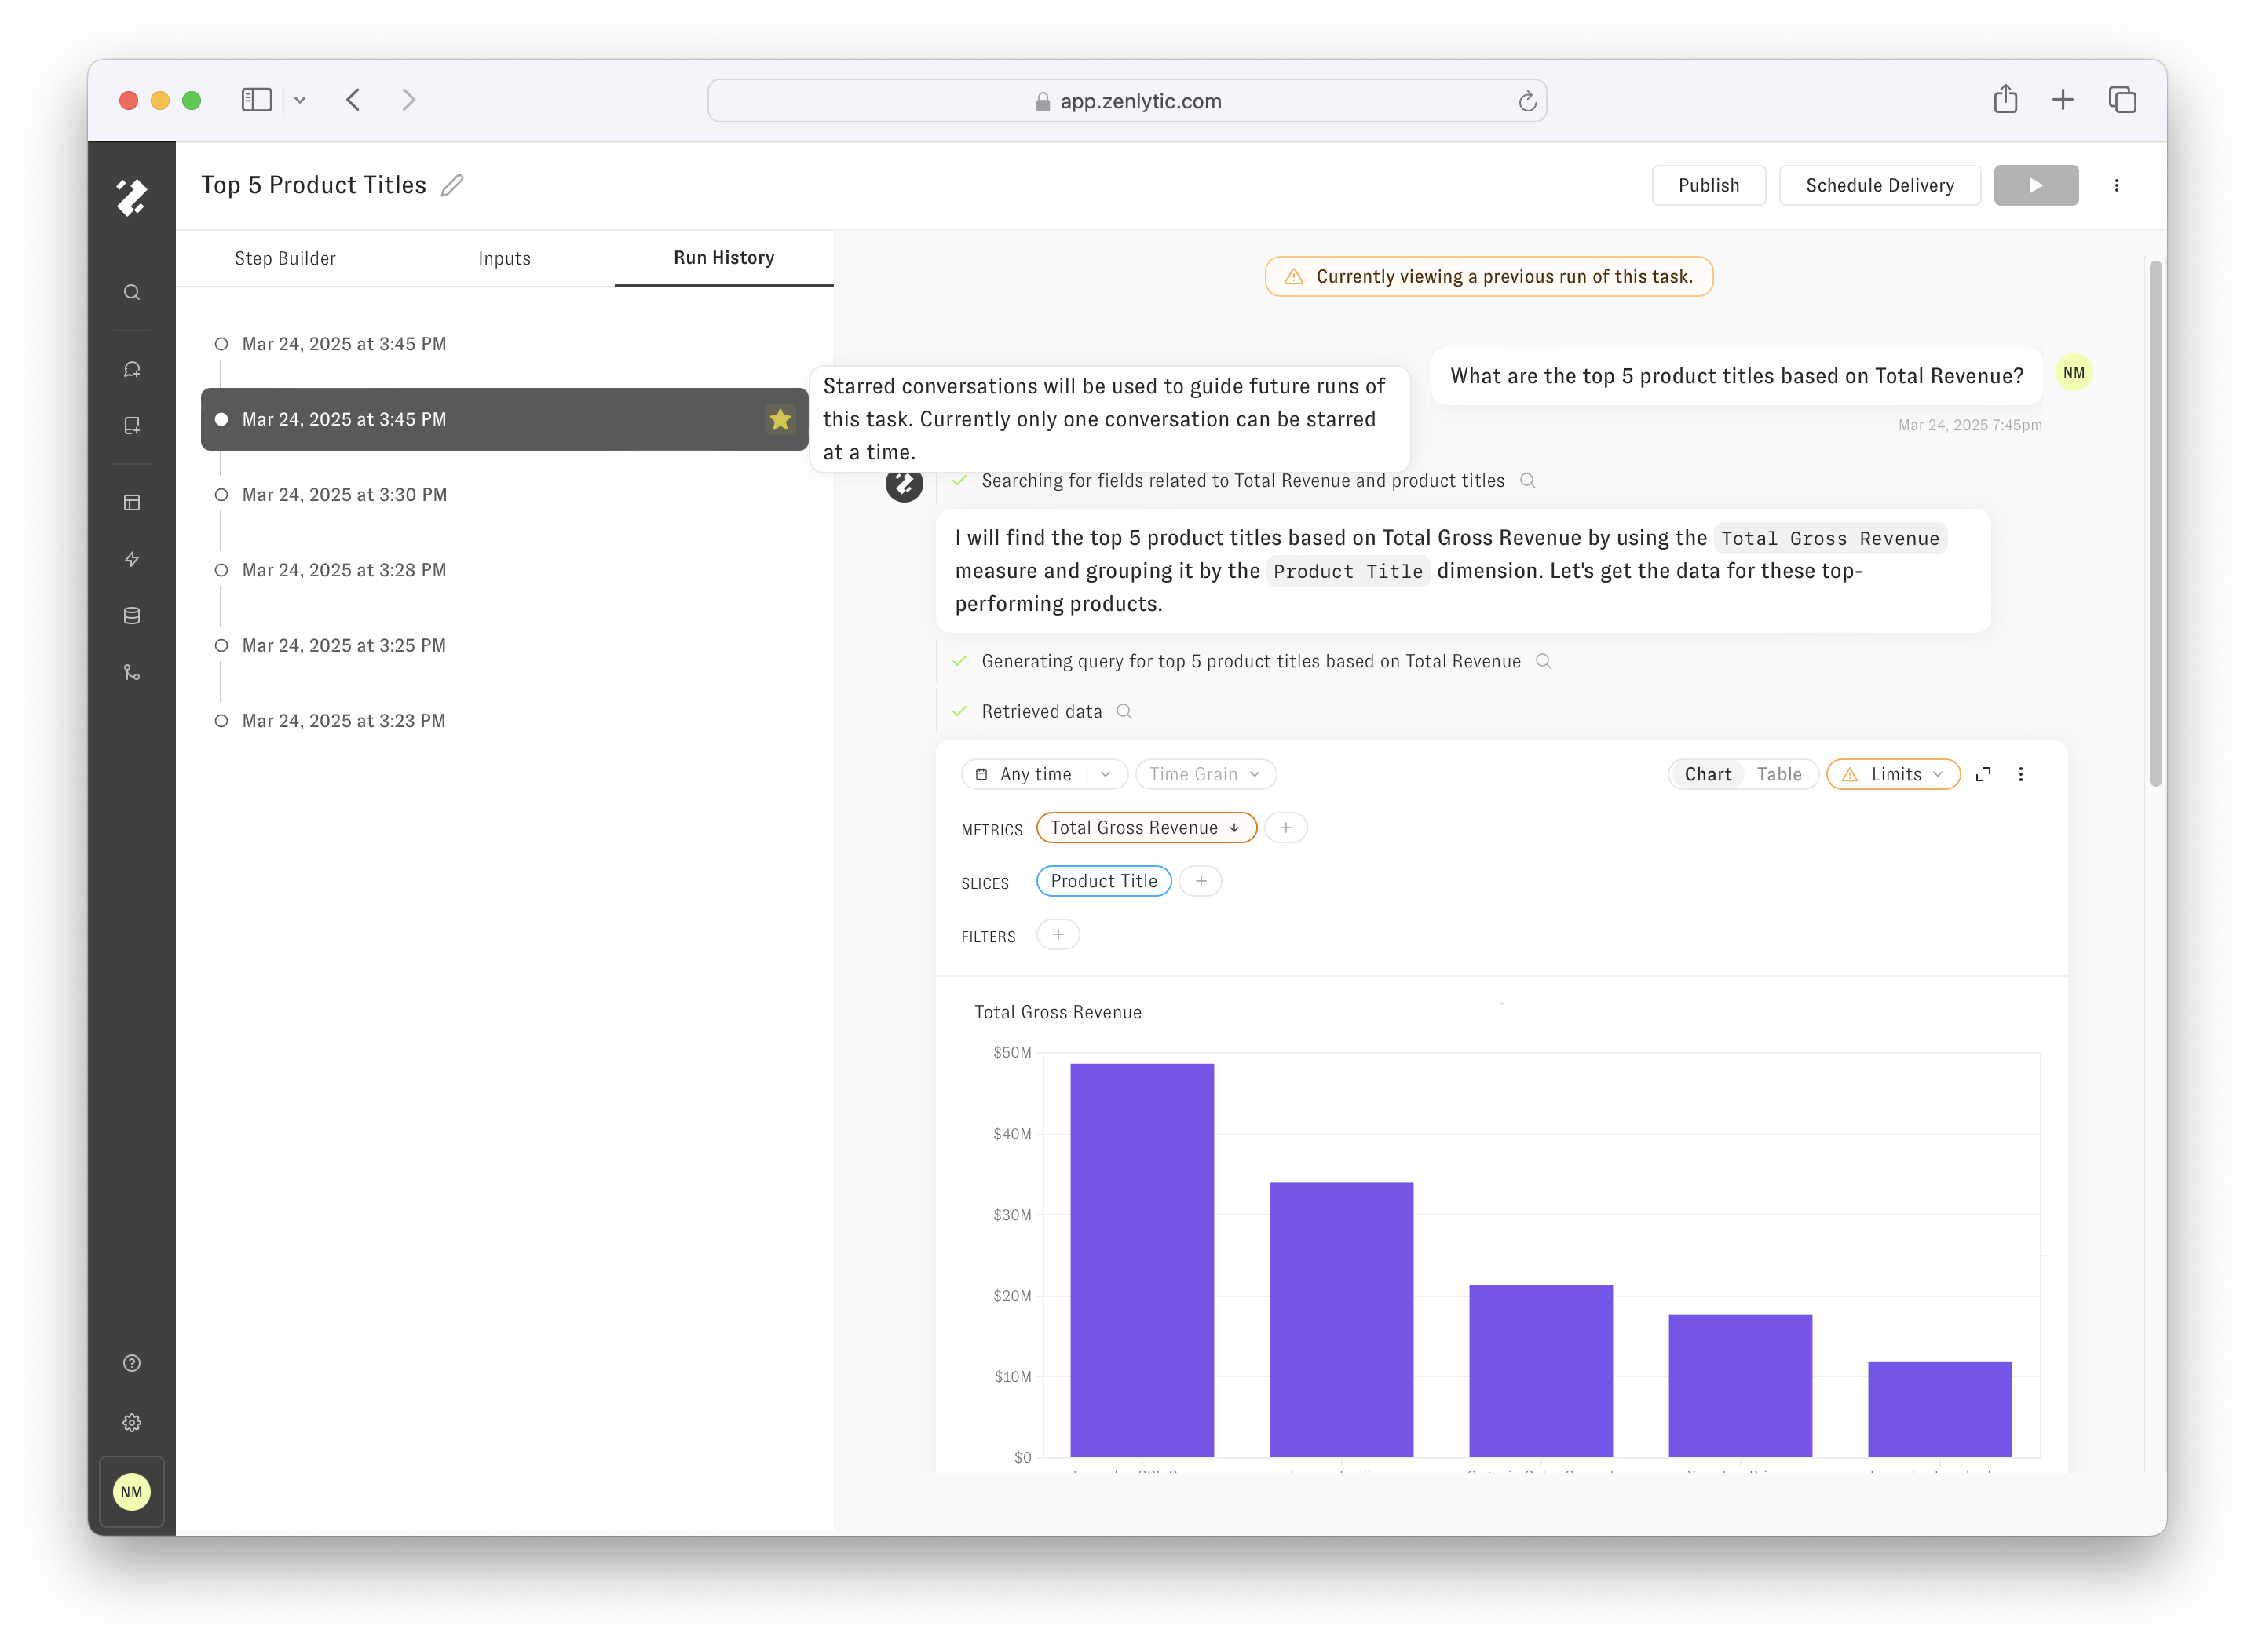 app.zenlytic.com
Top 5 Product Titles
Publish
Schedule Delivery
Step Builder
Inputs
Run History
Mar 24, 2025 at 3:45 PM
Mar 24, 2025 at 3:45 PM
Mar 24, 2025 at 3:30 PM
Mar 24, 2025 at 3:28 PM
Mar 24, 2025 at 3:25 PM
Mar 24, 2025 at 3:23 PM
NM
Currently viewing a previous run of this task.
What are the top 5 product titles based on Total Revenue?
NM
Mar 24, 2025 7:45pm
Starred conversations will be used to guide future runs of
this task. Currently only one conversation can be starred
at a time.
Searching for fields related to Total Revenue and product titles
I will find the top 5 product titles based on Total Gross Revenue by using the Total Gross Revenue
measure and grouping it by the Product Title dimension. Let's get the data for these top-
performing products.
Generating query for top 5 product titles based on Total Revenue
Retrieved data
Any time
Time Grain
Chart
Table
Limits
METRICS
Total Gross Revenue
SLICES
Product Title
FILTERS
Total Gross Revenue
$50M
$40M
$30M
$20M
$10M
$0